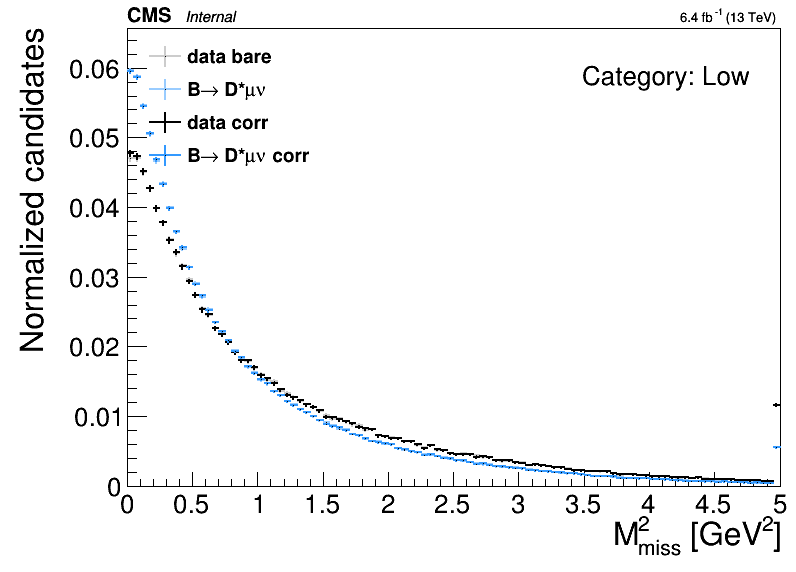 CMS Internal 6.4 fb⁻¹ (13 TeV)
data bare
B→ D*μν
data corr
B→ D*μν corr
Category: Low
Normalized candidates
0.06
0.05
0.04
0.03
0.02
0.01
0
0 0.5 1 1.5 2 2.5 3 3.5 4 4.5 5
M²miss [GeV²]